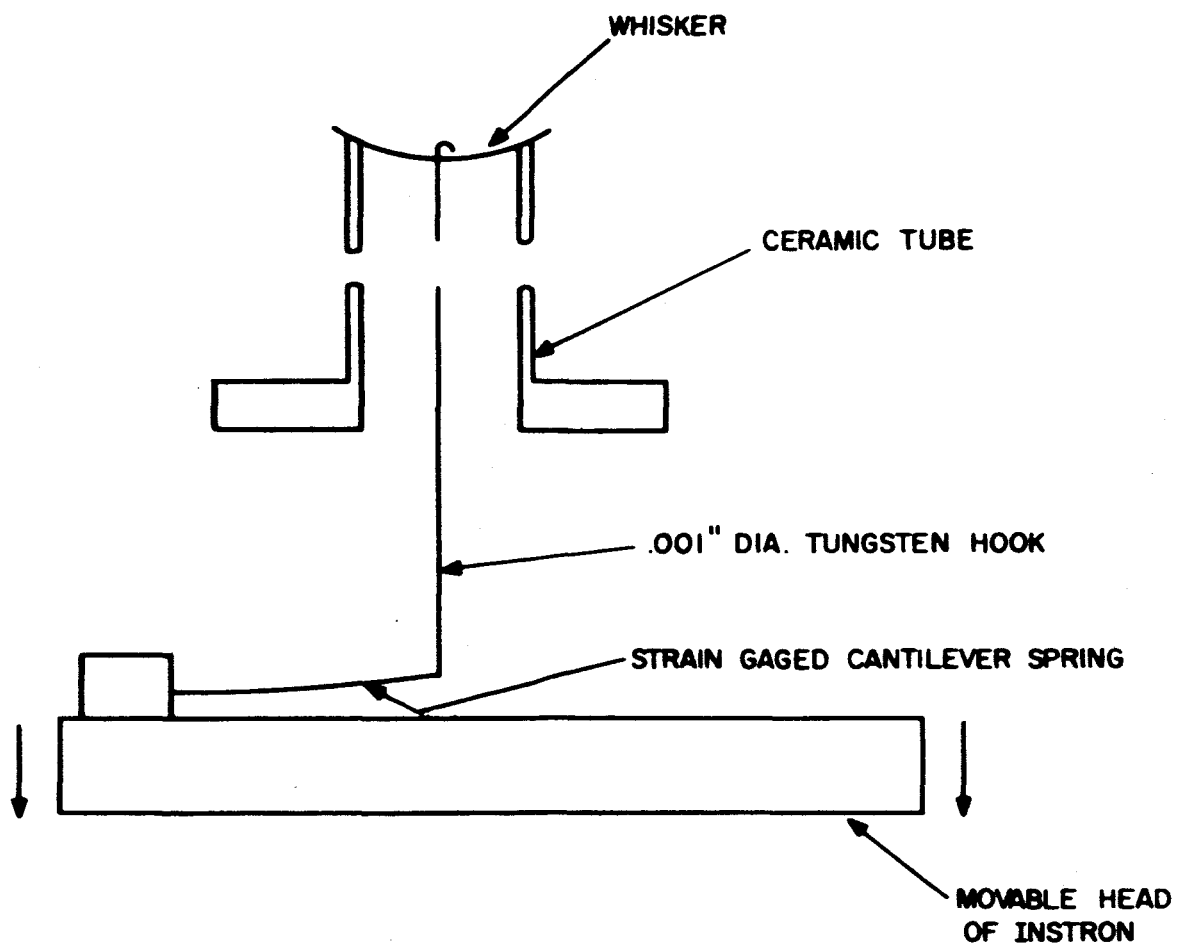 WHISKER
CERAMIC TUBE
.001" DIA. TUNGSTEN HOOK
STRAIN GAGED CANTILEVER SPRING
MOVABLE HEAD
OF INSTRON